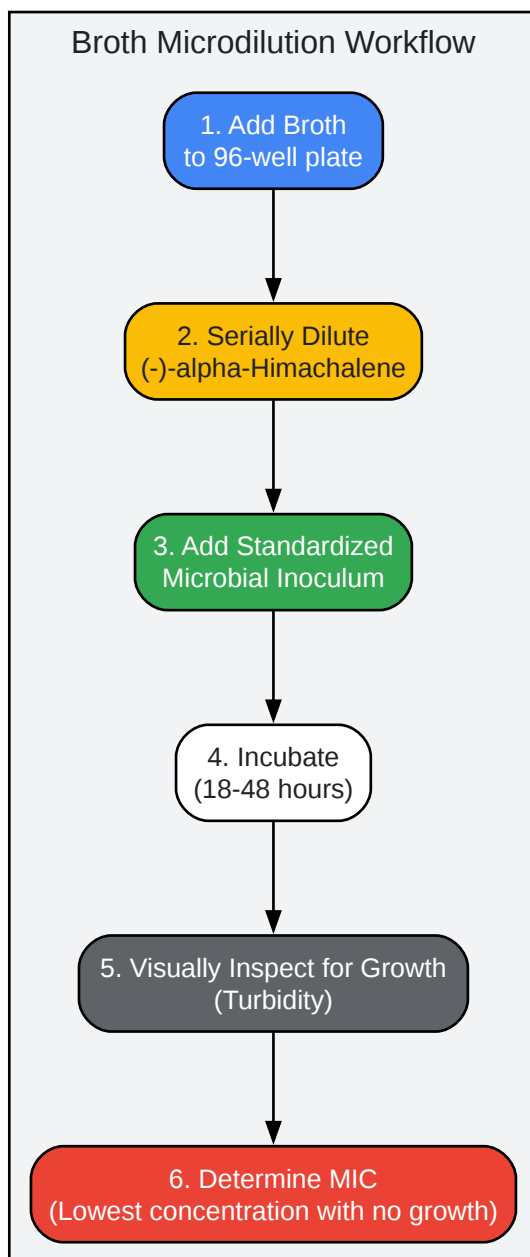 Broth Microdilution Workflow
1. Add Broth
to 96-well plate
2. Serially Dilute
(-)-alpha-Himachalene
3. Add Standardized
Microbial Inoculum
4. Incubate
(18-48 hours)
5. Visually Inspect for Growth
(Turbidity)
6. Determine MIC
(Lowest concentration with no growth)